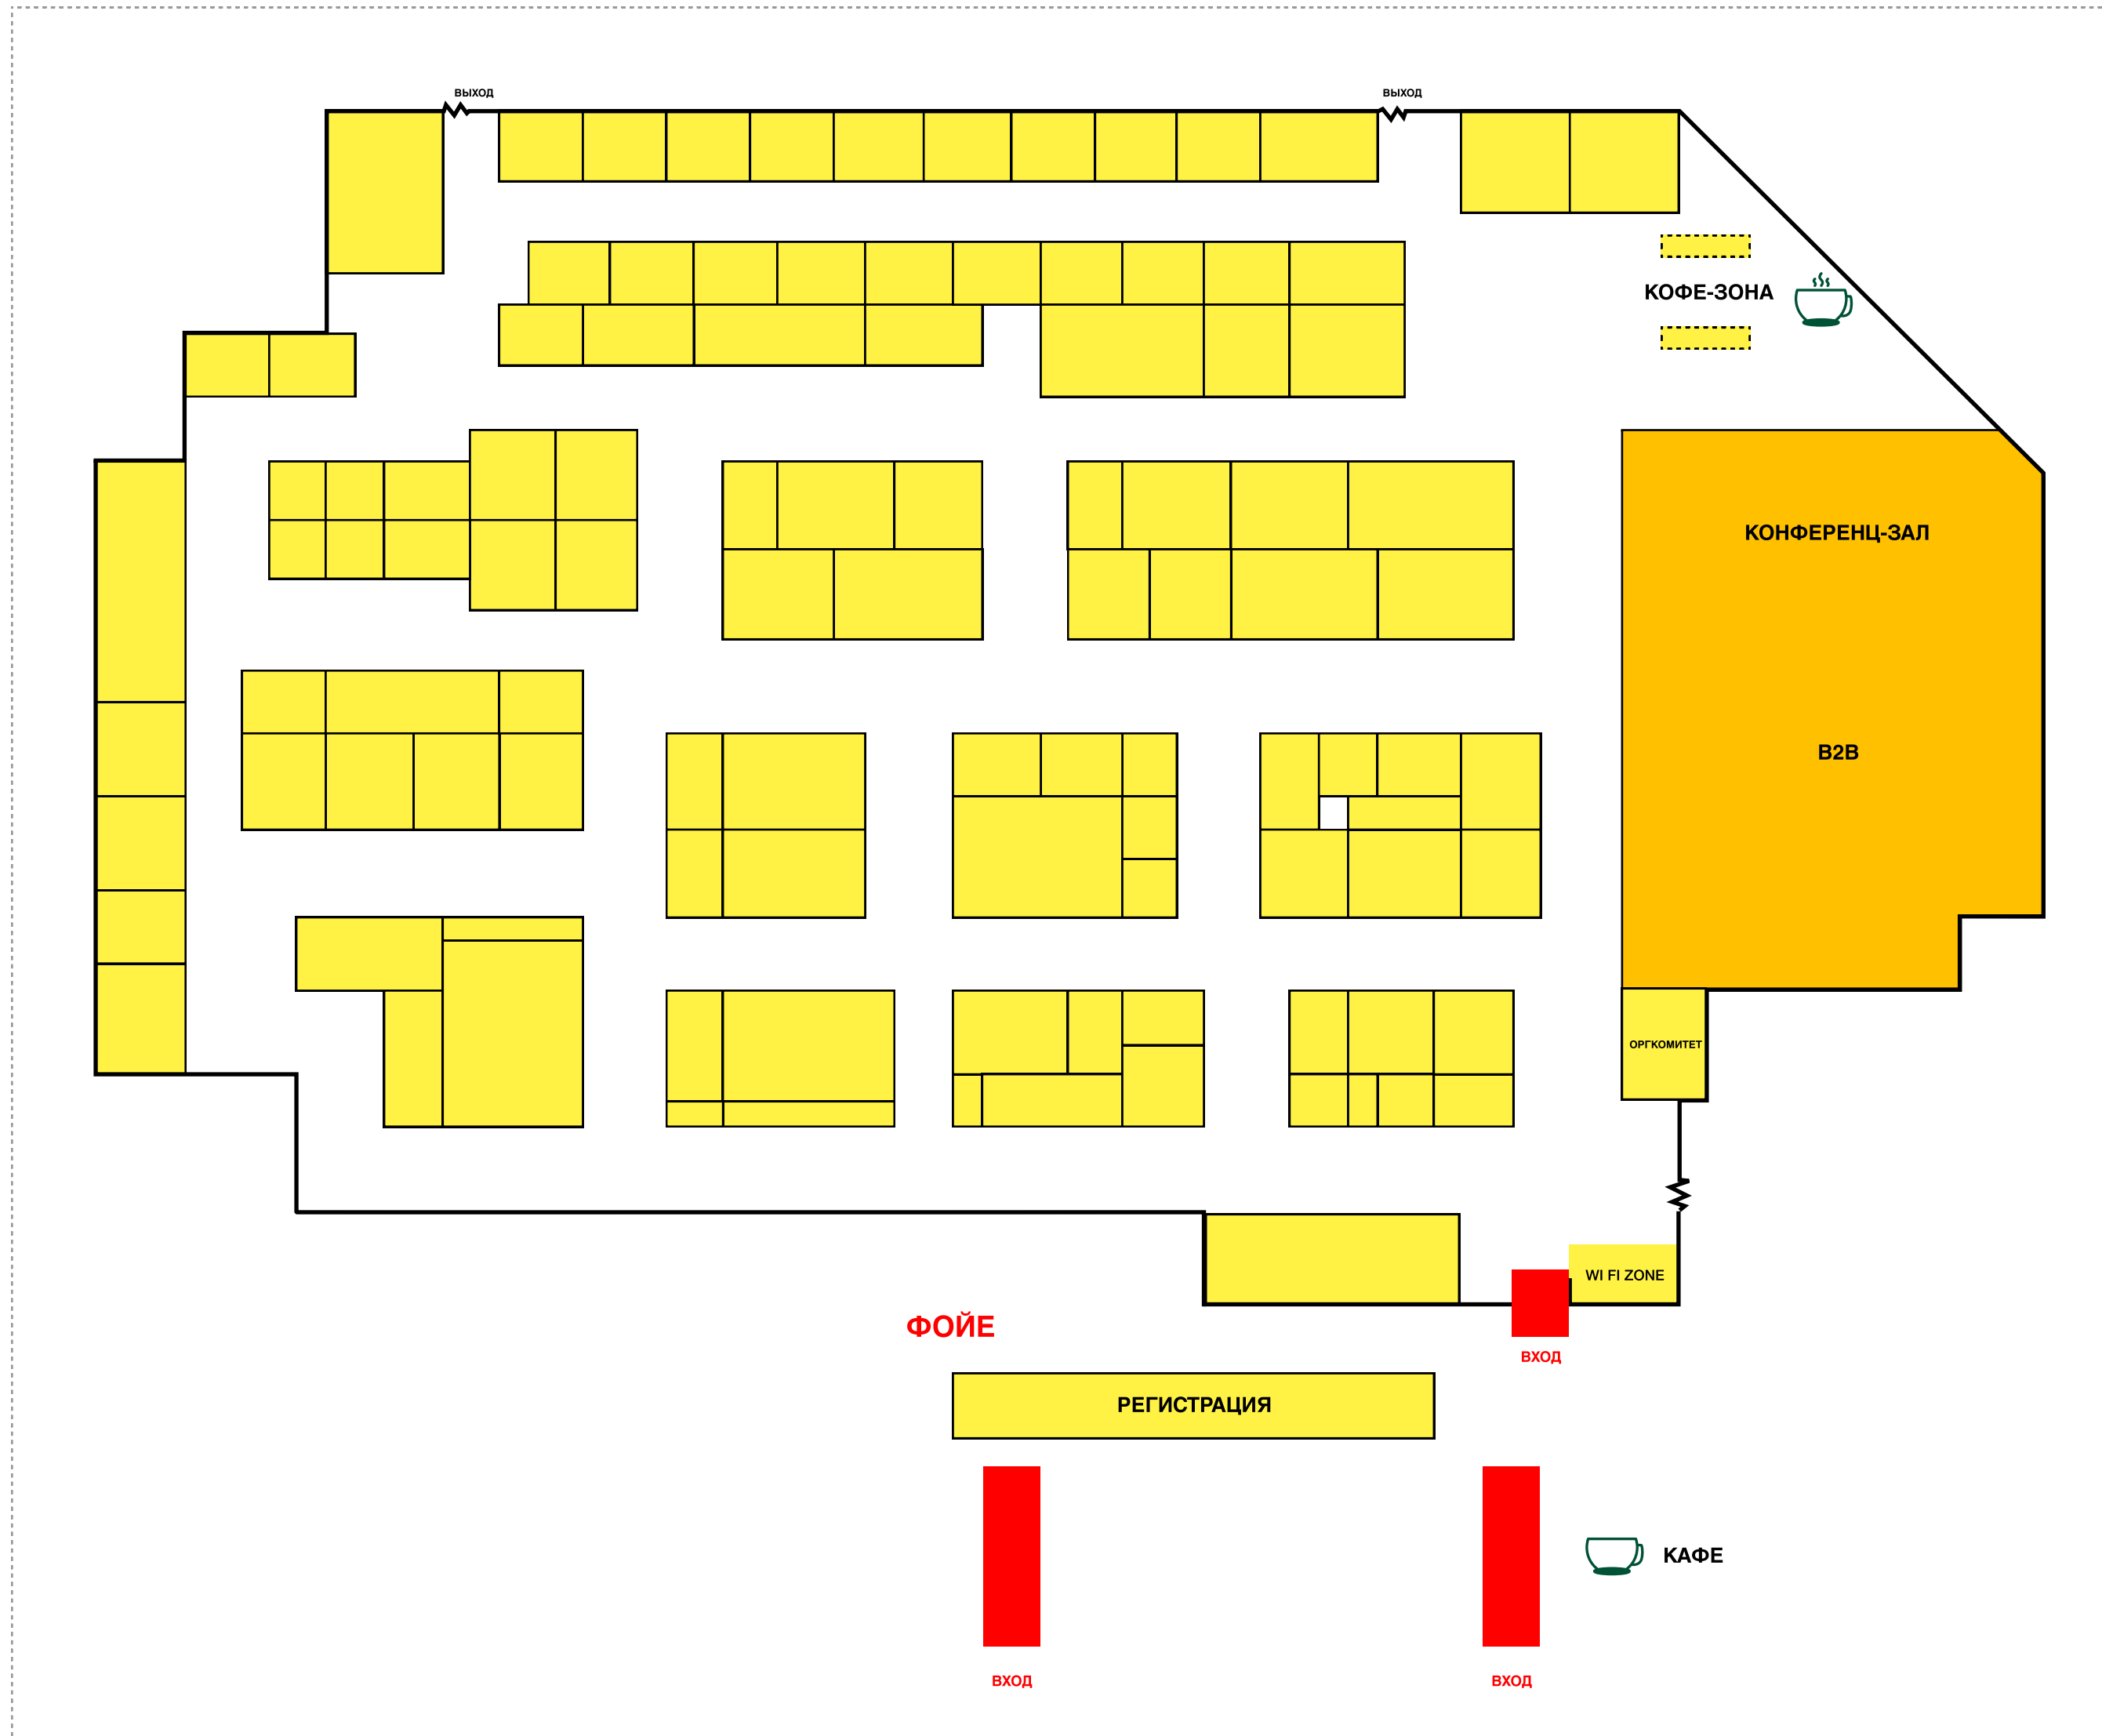 ВЫХОД
ВЫХОД
КОФЕ-ЗОНА
КОНФЕРЕНЦ-ЗАЛ
B2B
ОРГКОМИТЕТ
WI FI ZONE
ФОЙЕ
ВХОД
РЕГИСТРАЦИЯ
КАФЕ
ВХОД
ВХОД